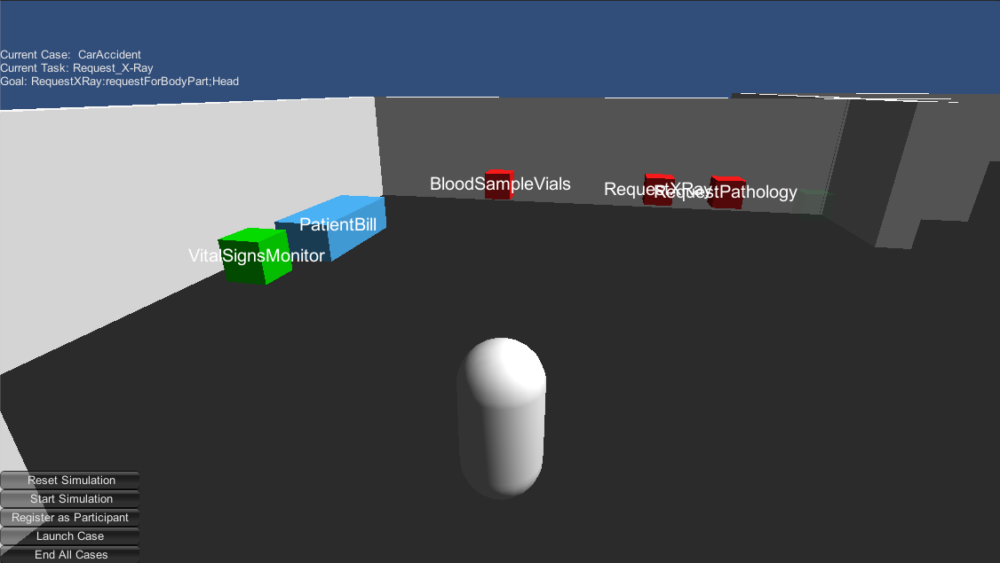 Current Case:  CarAccident
Current Task: Request_X-Ray
Goal: RequestXRay:requestForBodyPart;Head
BloodSampleVials
RequestXRay
RequestPathology
PatientBill
VitalSignsMonitor
Reset Simulation
Start Simulation
Register as Participant
Launch Case
End All Cases